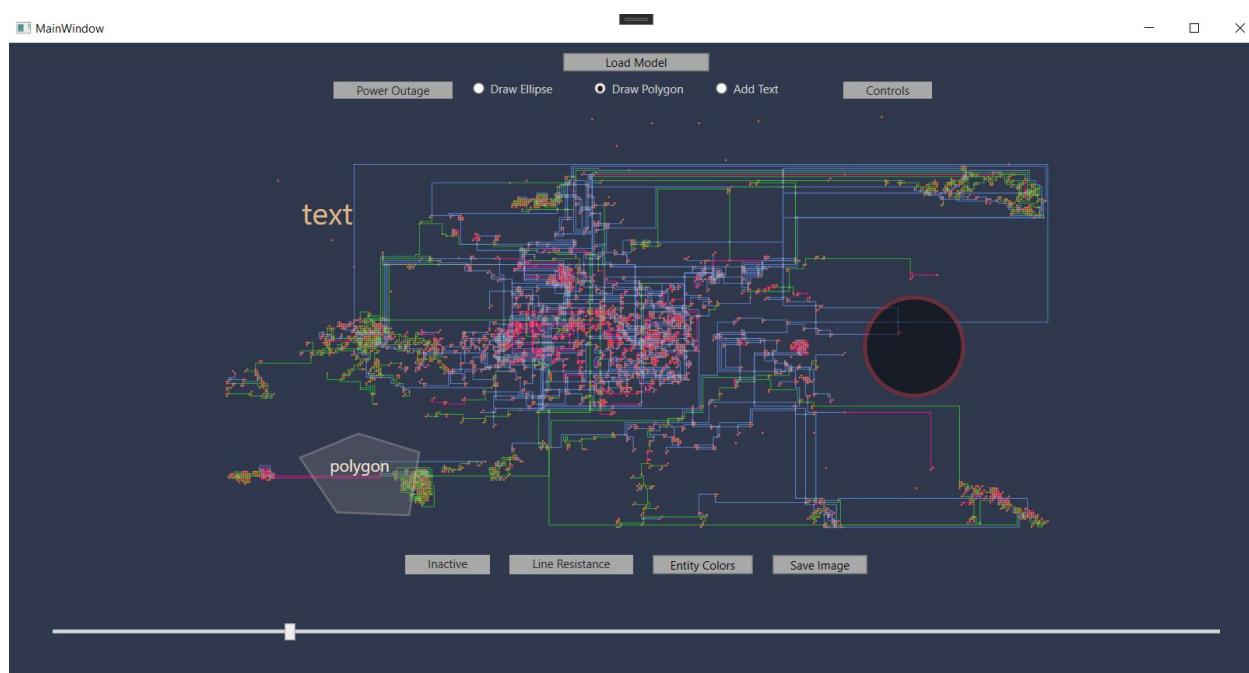 MainWindow
Load Model
Power Outage
Draw Ellipse
Draw Polygon
Add Text
Controls
text
polygon
Inactive
Line Resistance
Entity Colors
Save Image